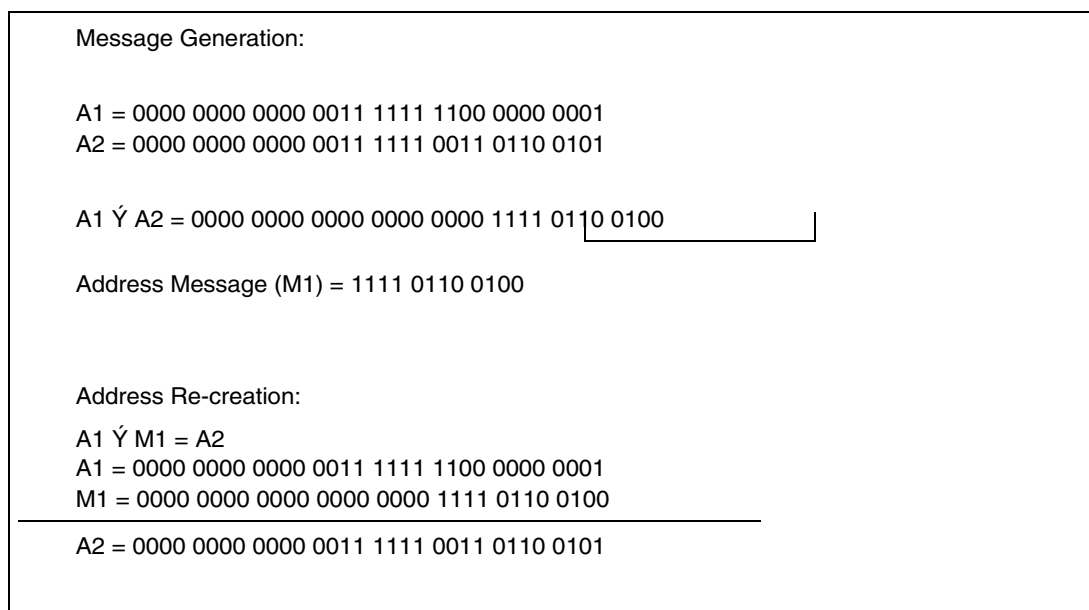 Message Generation:
A1 = 0000 0000 0000 0011 1111 1100 0000 0001
A2 = 0000 0000 0000 0011 1111 0011 0110 0101
A1 Ý A2 = 0000 0000 0000 0000 0000 1111 0110 0100
Address Message (M1) = 1111 0110 0100
Address Re-creation:
A1 Ý M1 = A2
A1 = 0000 0000 0000 0011 1111 1100 0000 0001
M1 = 0000 0000 0000 0000 0000 1111 0110 0100
A2 = 0000 0000 0000 0011 1111 0011 0110 0101